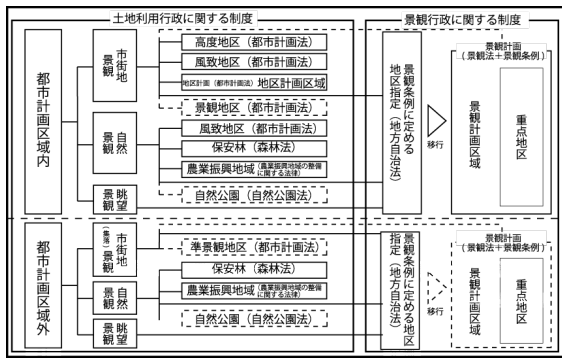 土地利用行政に関する制度
景観行政に関する制度
都市計画区域内
市街地景観
高度地区（都市計画法）
風致地区（都市計画法）
地区計画（都市計画法）地区計画区域
景観地区（都市計画法）
自然景観
風致地区（都市計画法）
保安林（森林法）
農業振興地域（農業振興地域の整備に関する法律）
自然公園（自然公園法）
眺望景観
景観条例に定める
地区指定（地方自治法）
移行
景観計画
（景観法＋景観条例）
景観計画区域
重点地区
都市計画区域外
市街地（集落）景観
準景観地区（都市計画法）
自然景観
保安林（森林法）
農業振興地域（農業振興地域の整備に関する法律）
自然公園（自然公園法）
眺望景観
景観条例に定める地区
指定（地方自治法）
移行
景観計画
（景観法＋景観条例）
景観計画区域
重点地区